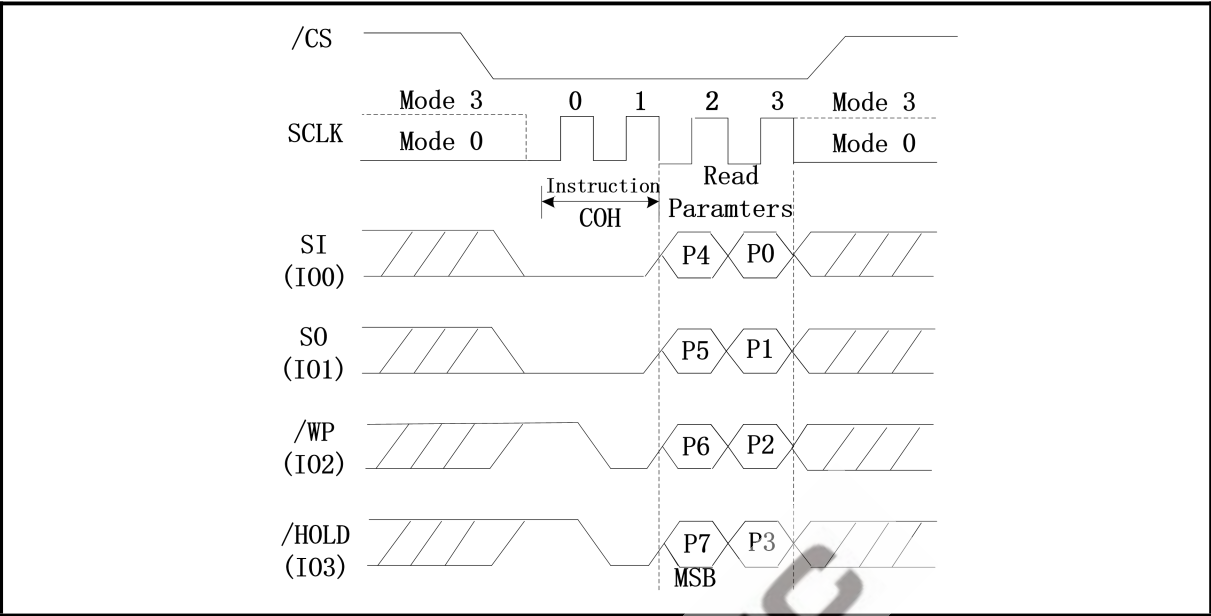 /CS
Mode 3 0 1 2 3 Mode 3
SCLK Mode 0 Mode 0
Instruction Read
C0H Paramters
SI
(IO0) P4 P0
SO
(IO1) P5 P1
/WP
(IO2) P6 P2
/HOLD
(IO3) P7 P3
MSB